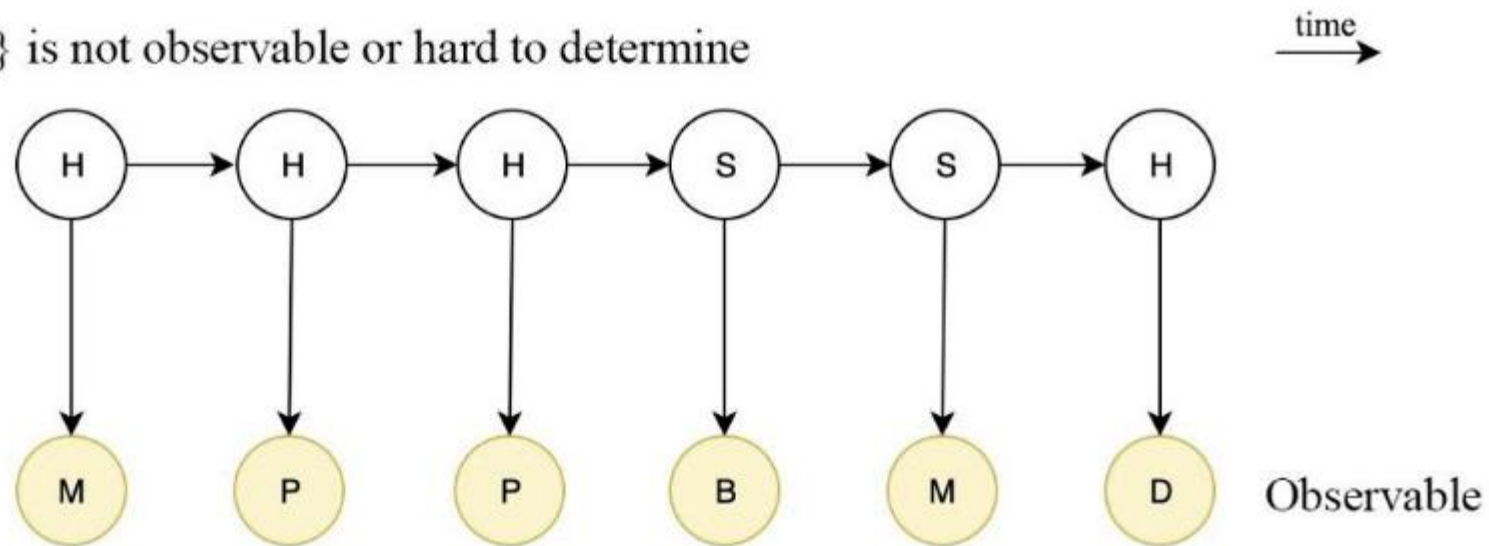 } is not observable or hard to determine
time
H H H S S H
M P P B M D
Observable